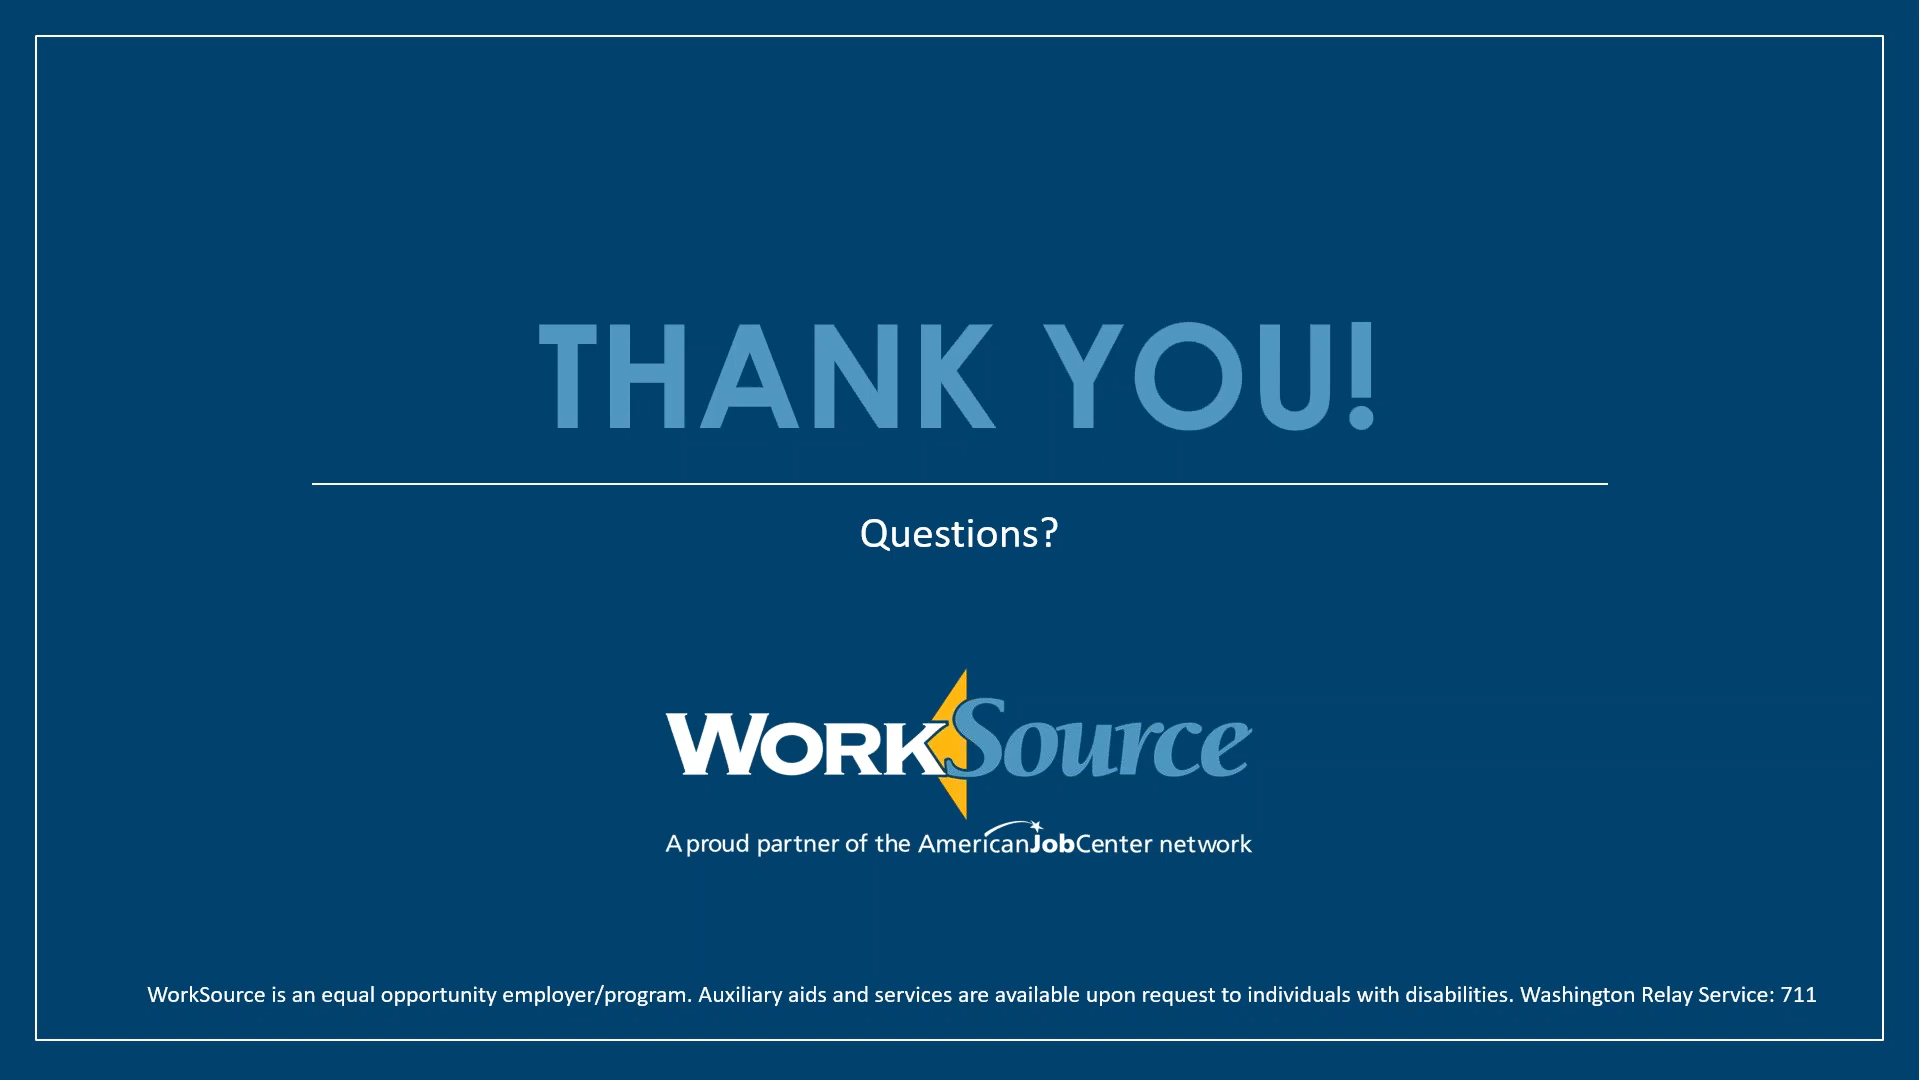 THANK YOU!
Questions?
WORKSource
A proud partner of the AmericanJobCenter network
WorkSource is an equal opportunity employer/program. Auxiliary aids and services are available upon request to individuals with disabilities. Washington Relay Service: 711